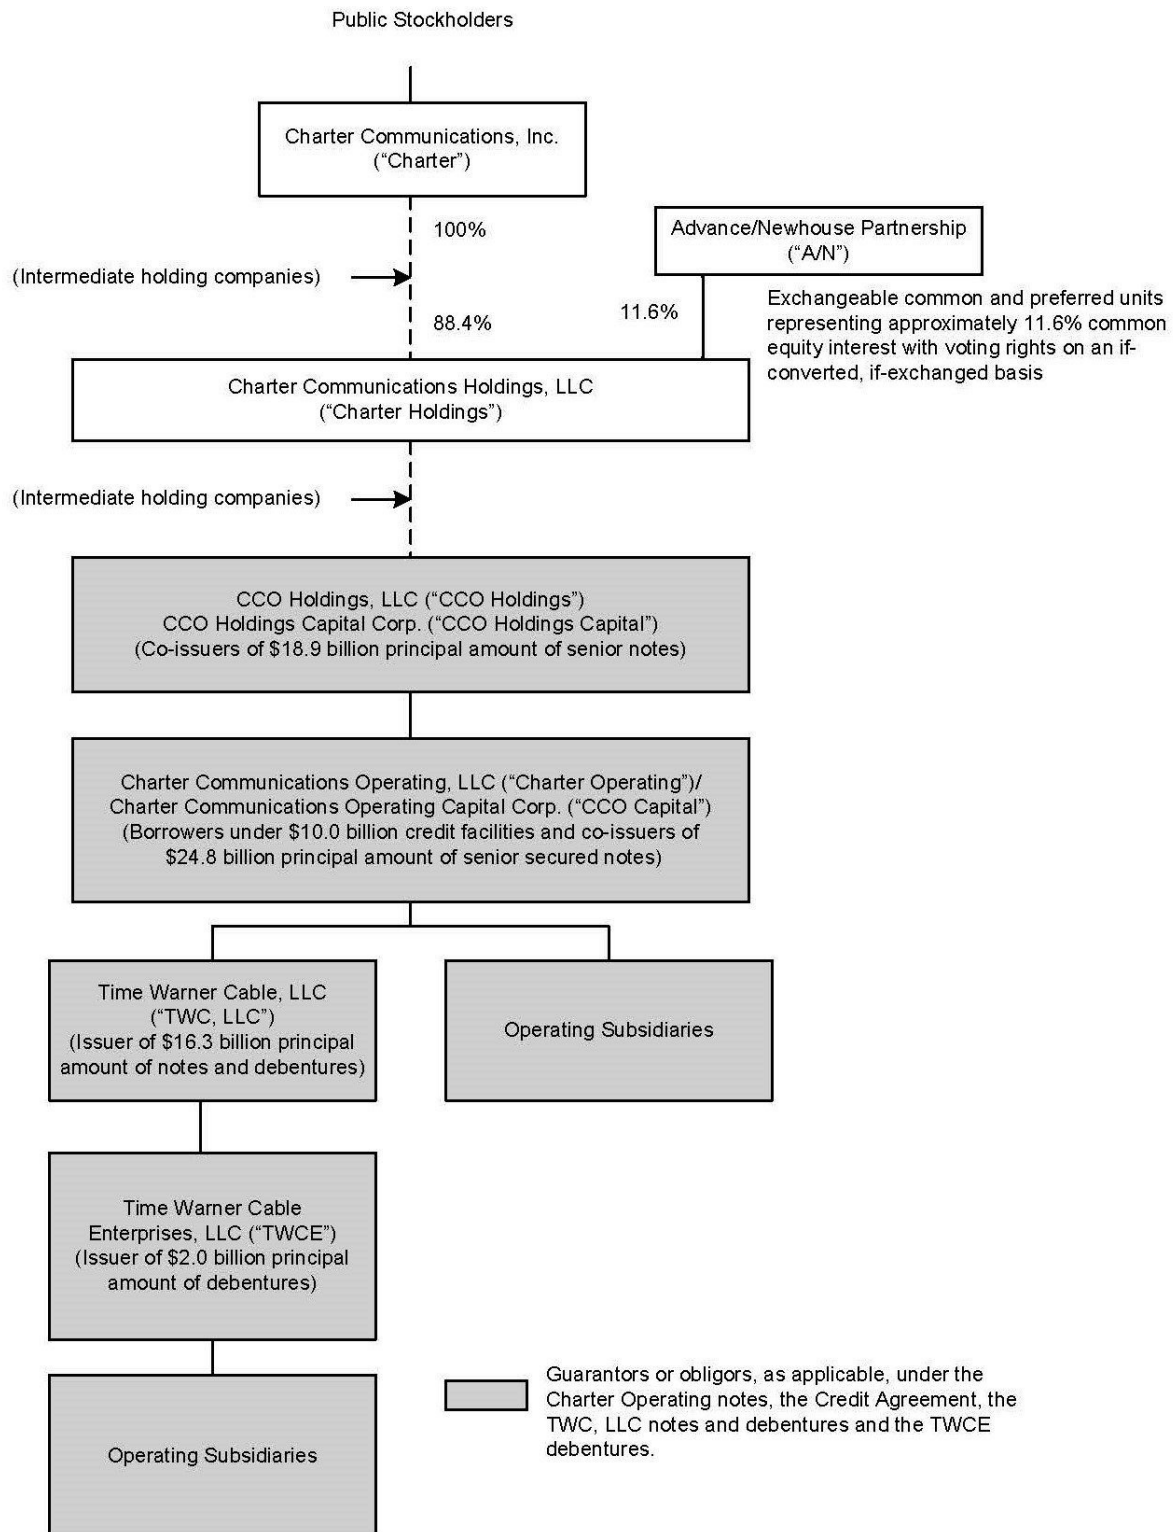 Public Stockholders
Charter Communications, Inc.
(“Charter”)
100%
Advance/Newhouse Partnership
(“A/N”)
(Intermediate holding companies)
88.4%
11.6%
Exchangeable common and preferred units
representing approximately 11.6% common
equity interest with voting rights on an if-
converted, if-exchanged basis
Charter Communications Holdings, LLC
(“Charter Holdings”)
(Intermediate holding companies)
CCO Holdings, LLC (“CCO Holdings”)
CCO Holdings Capital Corp. (“CCO Holdings Capital”)
(Co-issuers of $18.9 billion principal amount of senior notes)
Charter Communications Operating, LLC (“Charter Operating”)/
Charter Communications Operating Capital Corp. (“CCO Capital”)
(Borrowers under $10.0 billion credit facilities and co-issuers of
$24.8 billion principal amount of senior secured notes)
Time Warner Cable, LLC
(“TWC, LLC”)
(Issuer of $16.3 billion principal
amount of notes and debentures)
Operating Subsidiaries
Time Warner Cable
Enterprises, LLC (“TWCE”)
(Issuer of $2.0 billion principal
amount of debentures)
Operating Subsidiaries
Guarantors or obligors, as applicable, under the
Charter Operating notes, the Credit Agreement, the
TWC, LLC notes and debentures and the TWCE
debentures.